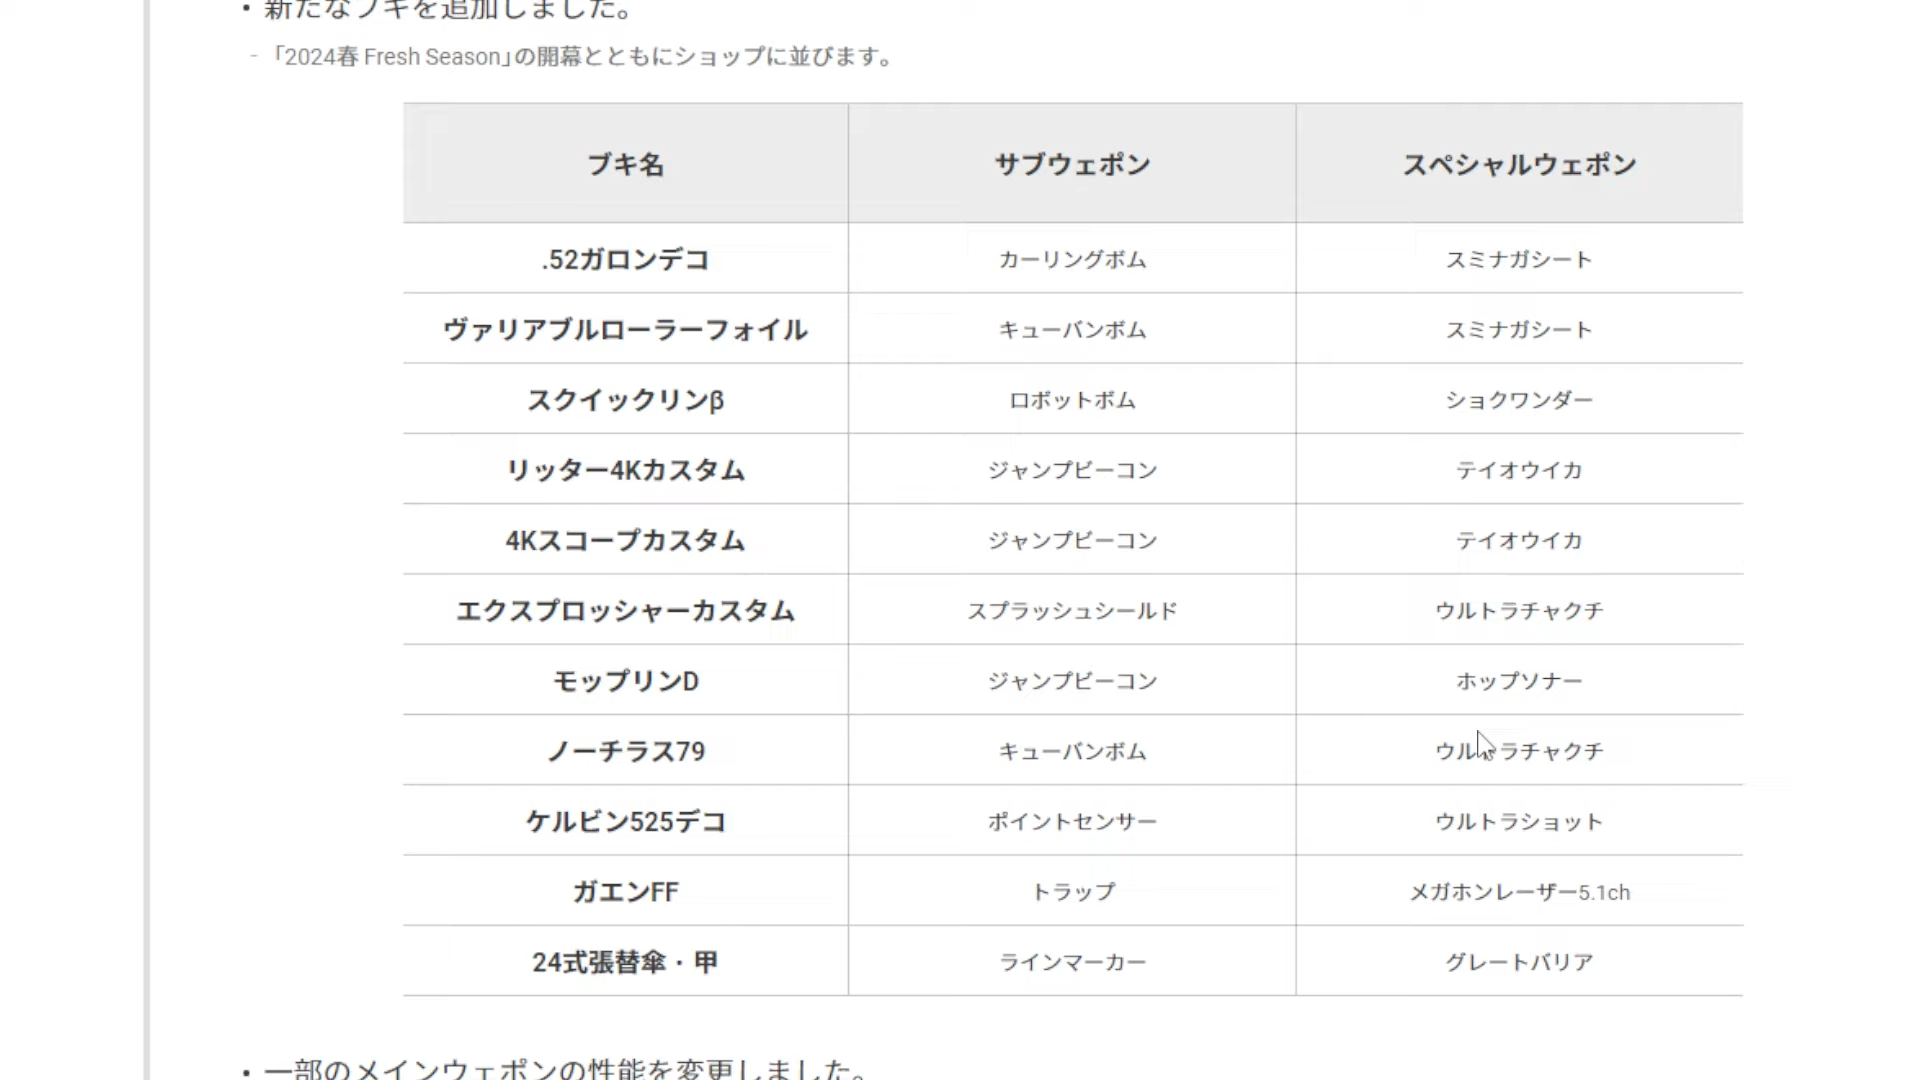 ・新たなブキを追加しました。
- 「2024春 Fresh Season」の開幕とともにショップに並びます。
ブキ名 サブウェポン スペシャルウェポン
.52ガロンデコ カーリングボム スミナガシート
ヴァリアブルローラーフォイル キューバンボム スミナガシート
スクイックリンβ ロボットボム ショクワンダー
リッター4Kカスタム ジャンプビーコン テイオウイカ
4Kスコープカスタム ジャンプビーコン テイオウイカ
エクスプロッシャーカスタム スプラッシュシールド ウルトラチャクチ
モップリンD ジャンプビーコン ホップソナー
ノーチラス79 キューバンボム ウルトラチャクチ
ケルビン525デコ ポイントセンサー ウルトラショット
ガエンFF トラップ メガホンレーザー5.1ch
24式張替傘・甲 ラインマーカー グレートバリア
・一部のメインウェポンの性能を変更しました。